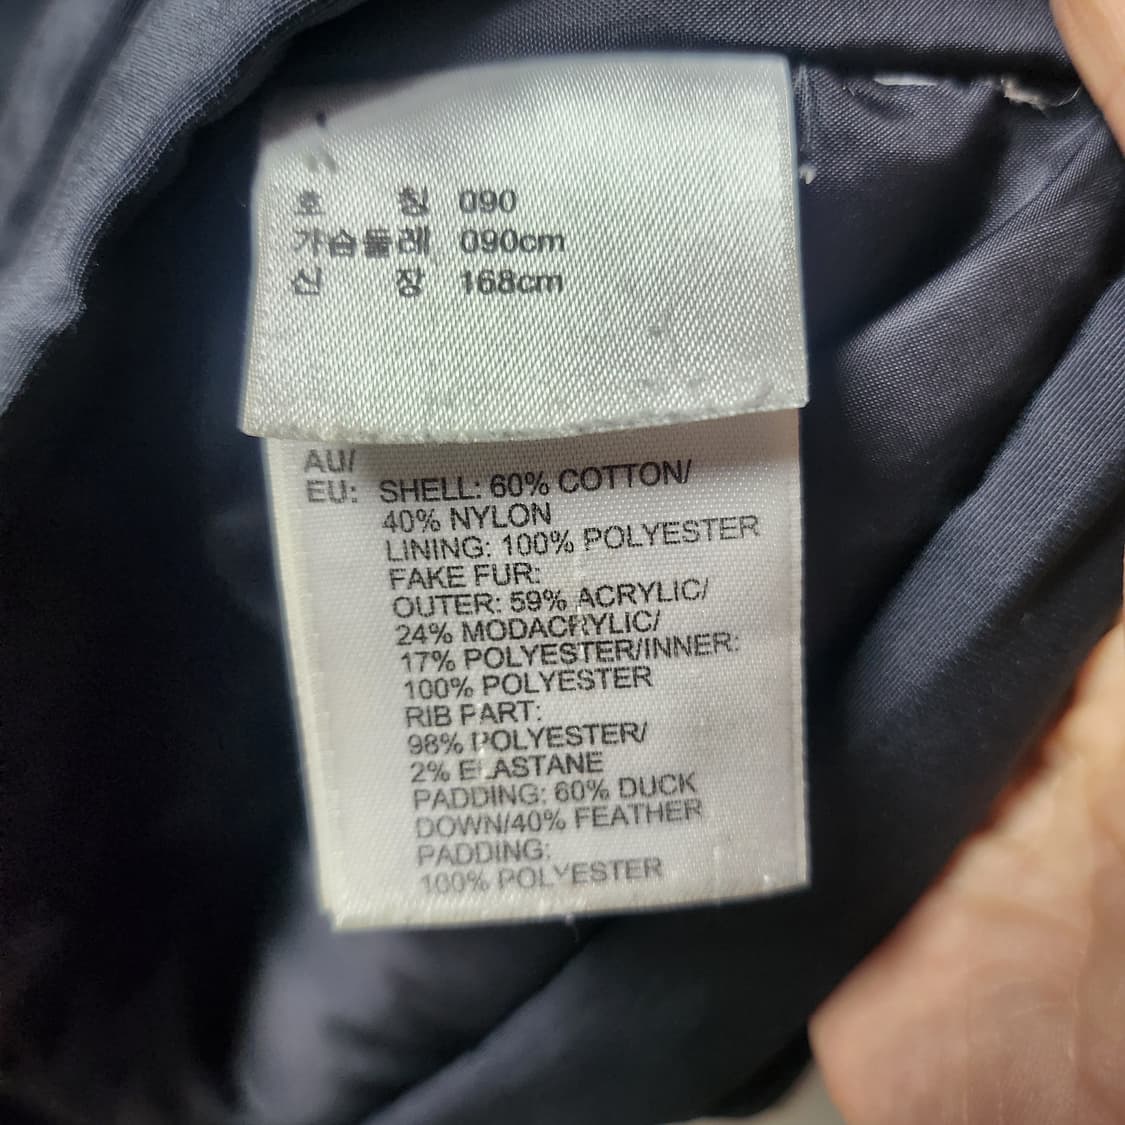 호 칭 090
가슴둘레 090cm
신 장 168cm
AU/
EU: SHELL: 60% COTTON/
40% NYLON
LINING: 100% POLYESTER
FAKE FUR:
OUTER: 59% ACRYLIC/
24% MODACRYLIC/
17% POLYESTER/INNER:
100% POLYESTER
RIB PART:
98% POLYESTER/
2% ELASTANE
PADDING: 60% DUCK
DOWN/40% FEATHER
PADDING:
100% POLYESTER